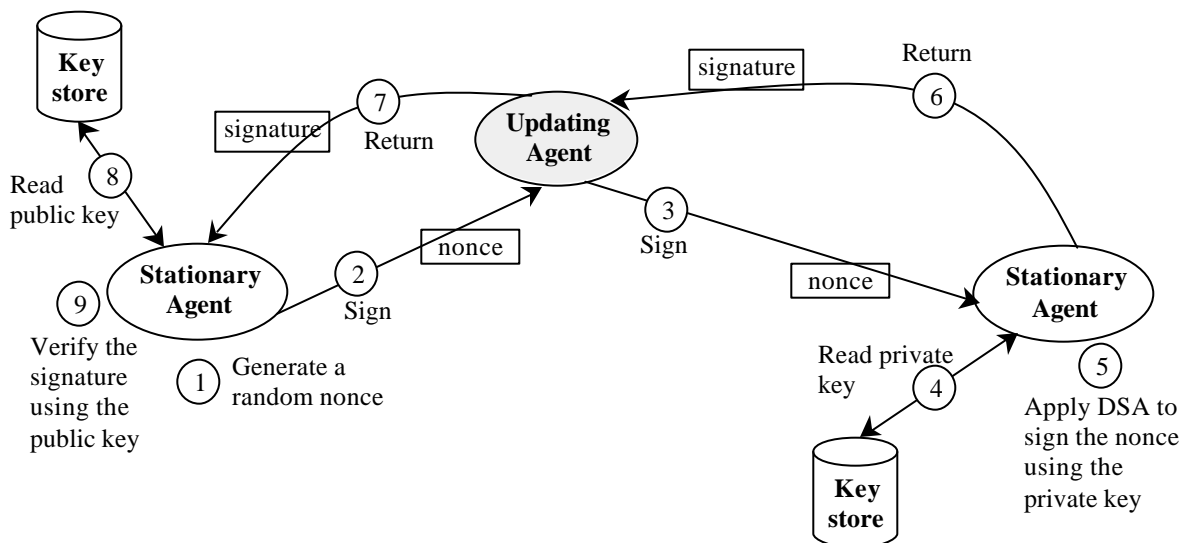 Key
store
signature
7
Return
Updating
Agent
signature
Return
6
8
Read
public key
signature
3
Sign
nonce
2
Sign
Stationary
Agent
9
Verify the
signature
using the
public key
1
Generate a
random nonce
nonce
Stationary
Agent
Read private
key
4
5
Apply DSA to
sign the nonce
using the
private key
Key
store